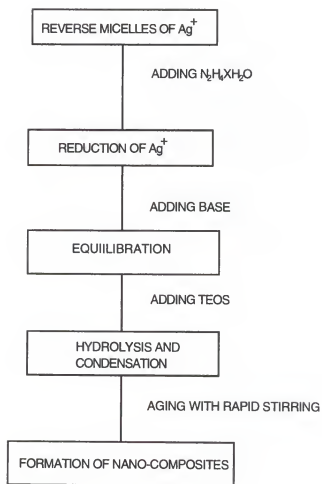 REVERSE MICELLES OF Ag⁺
ADDING N₂H₄XH₂O
REDUCTION OF Ag⁺
ADDING BASE
EQUIILIBRATION
ADDING TEOS
HYDROLYSIS AND
CONDENSATION
AGING WITH RAPID STIRRING
FORMATION OF NANO-COMPOSITES